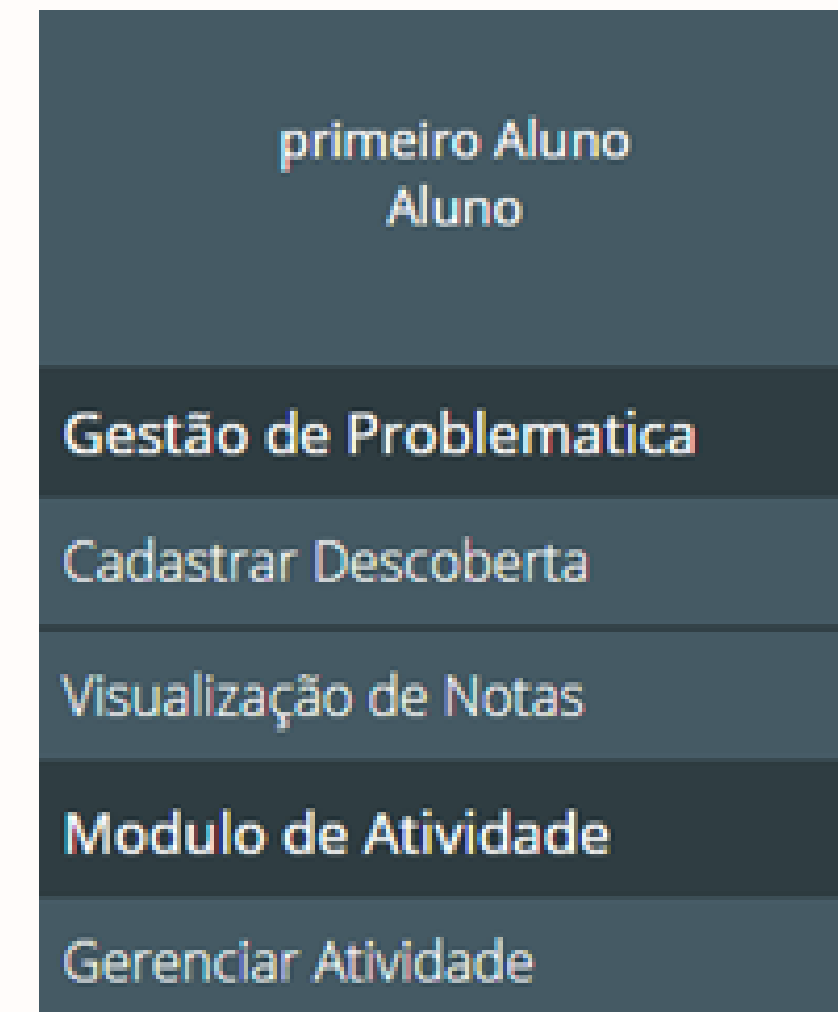 primeiro Aluno
Aluno
Gestão de Problematica
Cadastrar Descoberta
Visualização de Notas
Modulo de Atividade
Gerenciar Atividade